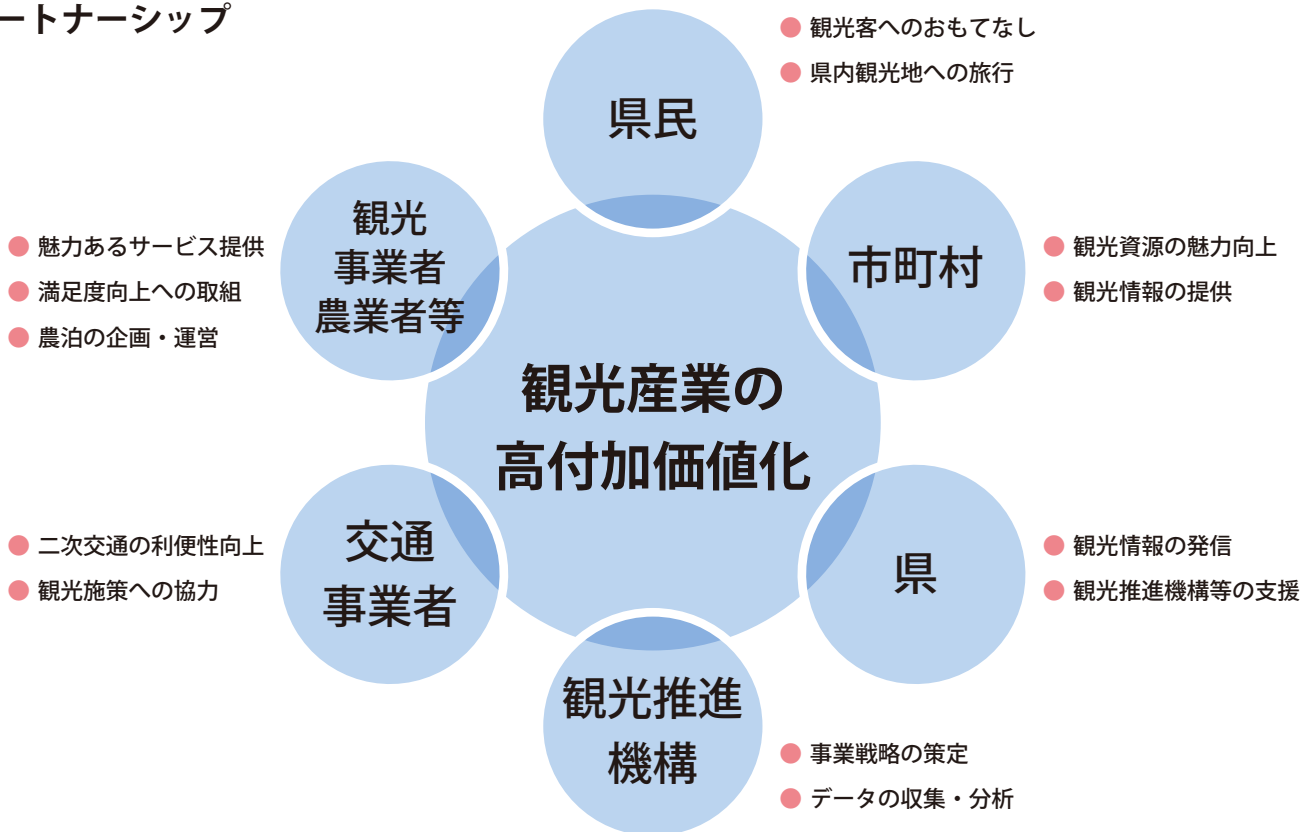 ートナーシップ
県民
● 観光客へのおもてなし
● 県内観光地への旅行
観光
事業者
農業者等
● 魅力あるサービス提供
● 満足度向上への取組
● 農泊の企画・運営
市町村
● 観光資源の魅力向上
● 観光情報の提供
観光産業の
高付加価値化
交通
事業者
● 二次交通の利便性向上
● 観光施策への協力
県
● 観光情報の発信
● 観光推進機構等の支援
観光推進
機構
● 事業戦略の策定
● データの収集・分析